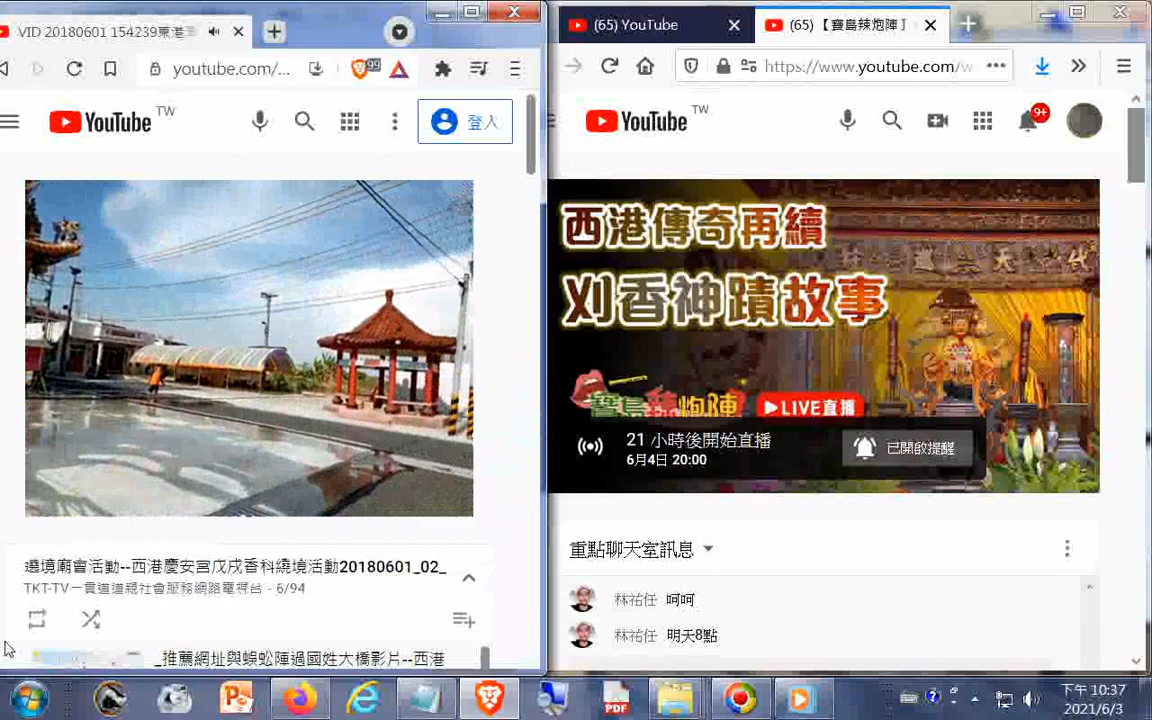 VID 20180601 154239東港
youtube.com/...
99
YouTube TW
登入
遶境廟會活動--西港慶安宮戊戌香科繞境活動20180601_02_
TKT-TV一貫道道親社會服務網路電視台 - 6/94
_推薦網址與蜈蚣陣過國姓大橋影片--西港
(65) YouTube
(65) 【寶島辣炮陣】
https://www.youtube.com/w
YouTube TW
9+
西港傳奇再續
刈香神蹟故事
代天巡
寶島辣炮陣
LIVE直播
21 小時後開始直播
6月4日 20:00
已開啟提醒
重點聊天室訊息
林祐任 呵呵
林祐任 明天8點
PDF
下午 10:37
2021/6/3